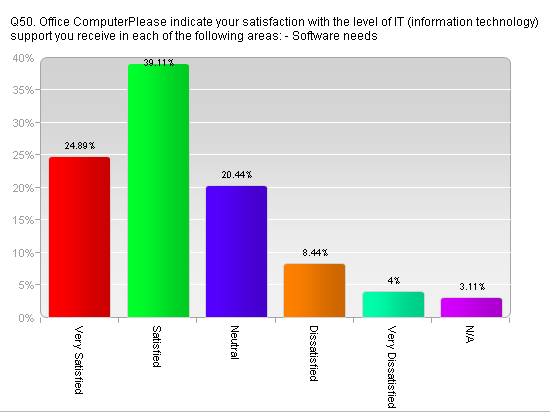 Q50. Office ComputerPlease indicate your satisfaction with the level of IT (information technology)
support you receive in each of the following areas: - Software needs
40%
35%
30%
25%
20%
15%
10%
5%
0%
24.89%
39.11%
20.44%
8.44%
4%
3.11%
Very Satisfied
Satisfied
Neutral
Dissatisfied
Very Dissatisfied
N/A